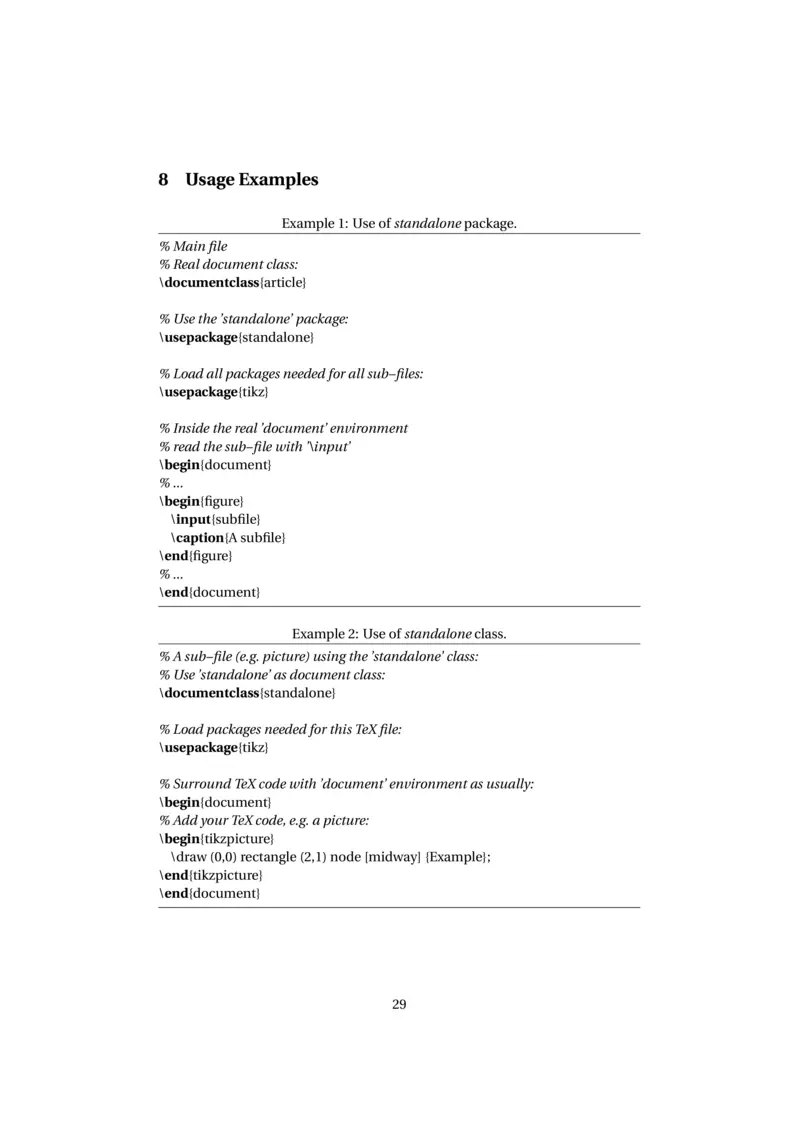 8 Usage Examples
Example 1: Use of standalone package.
% Main file
% Real document class:
\documentclass{article}
% Use the 'standalone' package:
\usepackage{standalone}
% Load all packages needed for all sub–files:
\usepackage{tikz}
% Inside the real 'document' environment
% read the sub–file with '\input'
\begin{document}
% ...
\begin{figure}
\input{subfile}
\caption{A subfile}
\end{figure}
% ...
\end{document}
Example 2: Use of standalone class.
% A sub–file (e.g. picture) using the 'standalone' class:
% Use 'standalone' as document class:
\documentclass{standalone}
% Load packages needed for this TeX file:
\usepackage{tikz}
% Surround TeX code with 'document' environment as usually:
\begin{document}
% Add your TeX code, e.g. a picture:
\begin{tikzpicture}
\draw (0,0) rectangle (2,1) node [midway] {Example};
\end{tikzpicture}
\end{document}
29